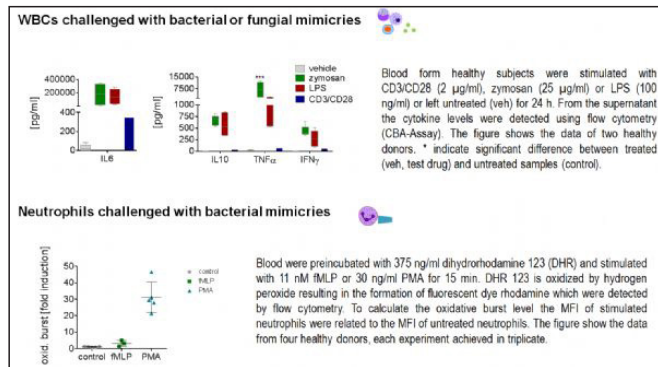 WBCs challenged with bacterial or fungial mimicries
vehicle
zymosan
LPS
CD3/CD28
[pg/ml]
400000
200000
400
200
0
IL6
[pg/ml]
15000
10000
5000
1000
500
0
***
IL10
TNFα
IFNγ
Blood form healthy subjects were stimulated with
CD3/CD28 (2 µg/ml), zymosan (25 µg/ml) or LPS (100
ng/ml) or left untreated (veh) for 24 h. From the supernatant
the cytokine levels were detected using flow cytometry
(CBA-Assay). The figure shows the data of two healthy
donors. * indicate significant difference between treated
(veh, test drug) and untreated samples (control).
Neutrophils challenged with bacterial mimicries
oxid. burst [fold induction]
50
40
30
20
10
0
control
fMLP
PMA
control
fMLP
PMA
Blood were preincubated with 375 ng/ml dihydrorhodamine 123 (DHR) and stimulated
with 11 nM fMLP or 30 ng/ml PMA for 15 min. DHR 123 is oxidized by hydrogen
peroxide resulting in the formation of fluorescent dye rhodamine which were detected
by flow cytometry. To calculate the oxidative burst level the MFI of stimulated
neutrophils were related to the MFI of untreated neutrophils. The figure show the data
from four healthy donors, each experiment achieved in triplicate.